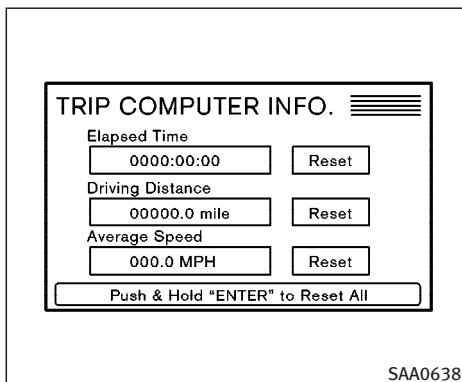 TRIP COMPUTER INFO.
Elapsed Time
0000:00:00 Reset
Driving Distance
00000.0 mile Reset
Average Speed
000.0 MPH Reset
Push & Hold "ENTER" to Reset All
SAA0638